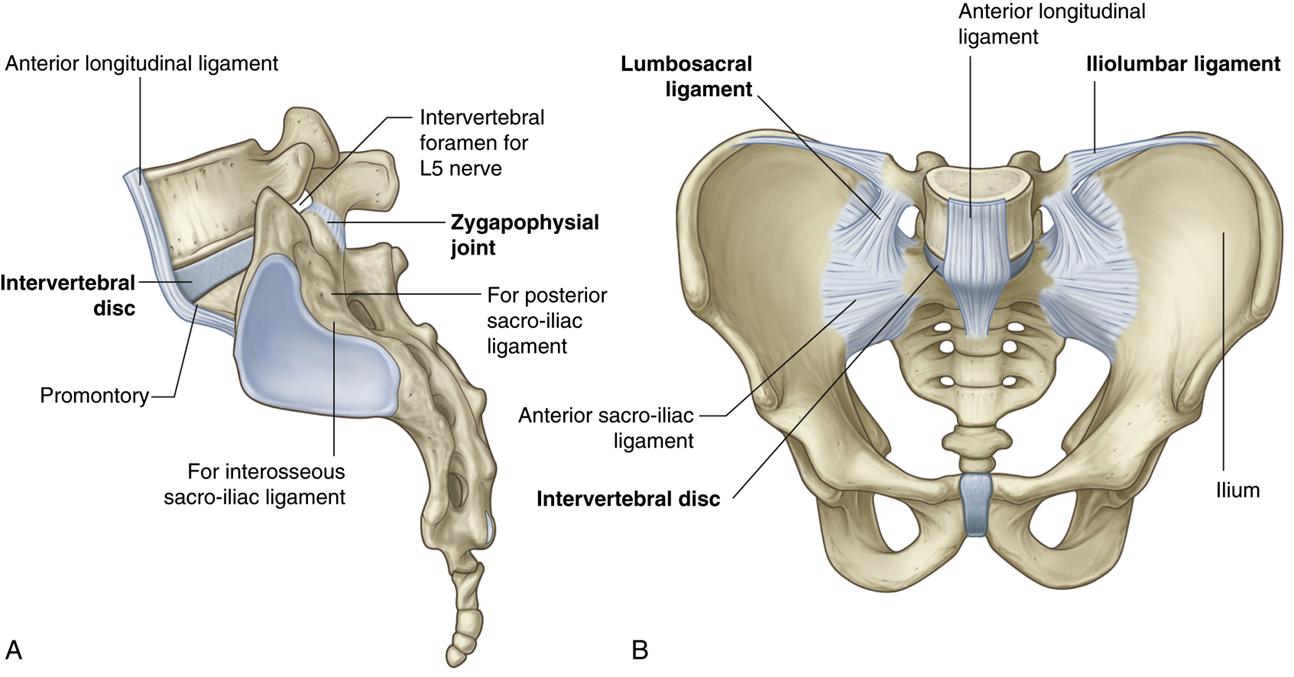 Anterior longitudinal ligament
Intervertebral
foramen for
L5 nerve
Zygapophysial
joint
Intervertebral
disc
For posterior
sacro-iliac
ligament
Promontory
For interosseous
sacro-iliac ligament
A
Anterior longitudinal
ligament
Lumbosacral
ligament
Iliolumbar ligament
Anterior sacro-iliac
ligament
Intervertebral disc
Ilium
B